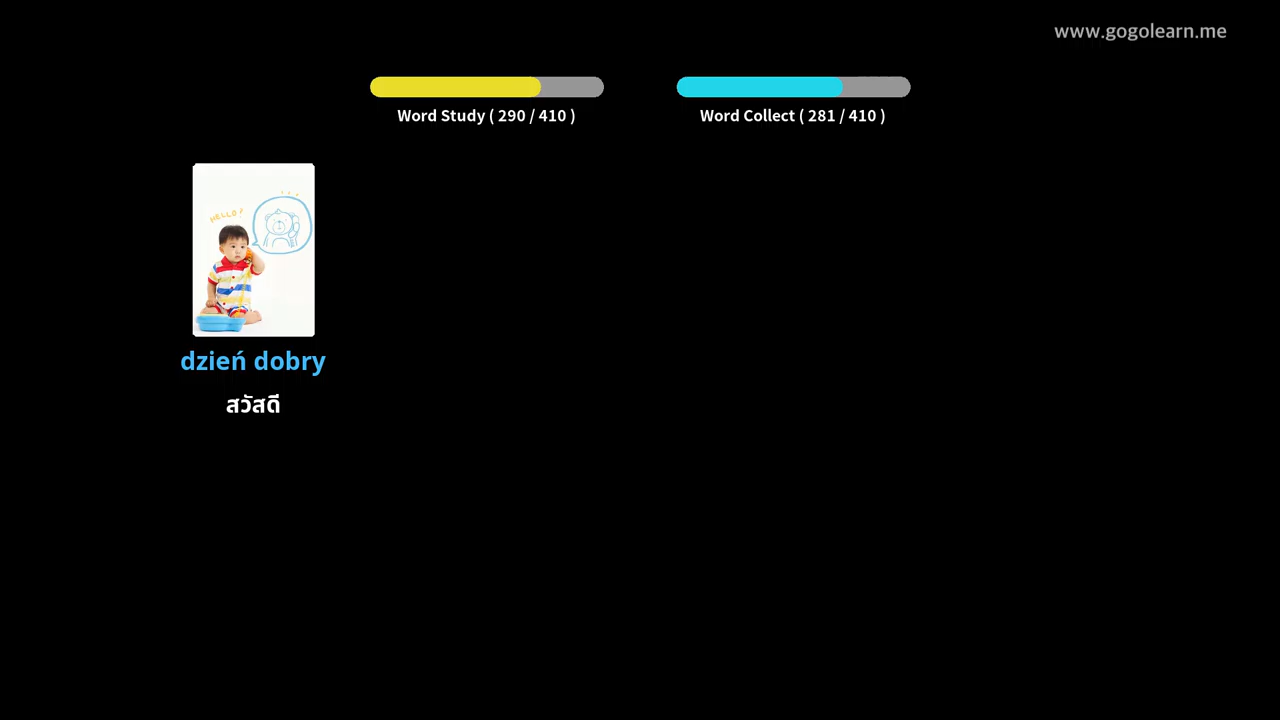 www.gogolearn.me
Word Study ( 290 / 410 )
Word Collect ( 281 / 410 )
HELLO?
dzień dobry
สวัสดี